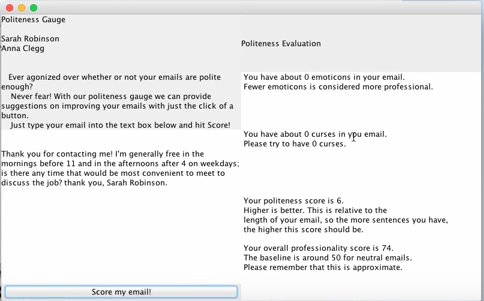 Politeness Gauge
Sarah Robinson
Anna Clegg
Ever agonized over whether or not your emails are polite
enough?
Never fear! With our politeness gauge we can provide
suggestions on improving your emails with just the click of a
button.
Just type your email into the text box below and hit Score!
Thank you for contacting me! I'm generally free in the
mornings before 11 and in the afternoons after 4 on weekdays;
is there any time that would be most convenient to meet to
discuss the job? thank you, Sarah Robinson.
Score my email!
Politeness Evaluation
You have about 0 emoticons in your email.
Fewer emoticons is considered more professional.
You have about 0 curses in you email.
Please try to have 0 curses.
Your politeness score is 6.
Higher is better. This is relative to the
length of your email, so the more sentences you have,
the higher this score should be.
Your overall professionality score is 74.
The baseline is around 50 for neutral emails.
Please remember that this is approximate.